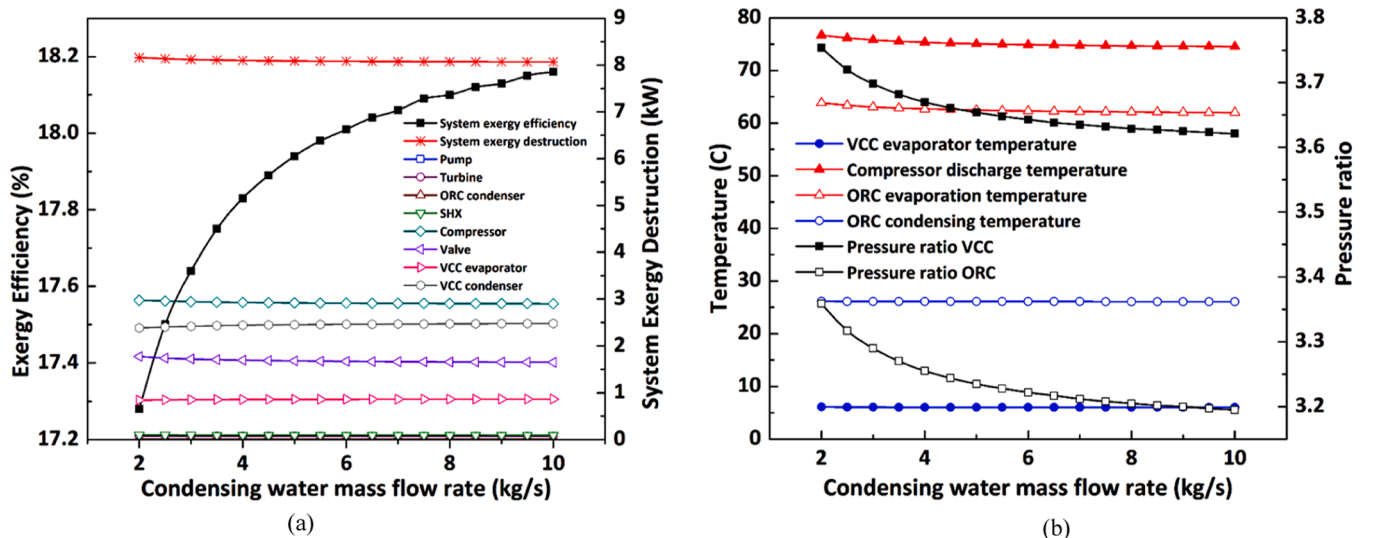 9
8
7
6
5
4
3
2
1
0
18.2
18.0
17.8
17.6
17.4
17.2
Exergy Efficiency (%)
System Exergy Destruction (kW)
System exergy efficiency
System exergy destruction
Pump
Turbine
ORC condenser
SHX
Compressor
Valve
VCC evaporator
VCC condenser
2 4 6 8 10
Condensing water mass flow rate (kg/s)
(a)
80
70
60
50
40
30
20
10
0
3.8
3.7
3.6
3.5
3.4
3.3
3.2
Temperature (C)
Pressure ratio
VCC evaporator temperature
Compressor discharge temperature
ORC evaporation temperature
ORC condensing temperature
Pressure ratio VCC
Pressure ratio ORC
2 4 6 8 10
Condensing water mass flow rate (kg/s)
(b)